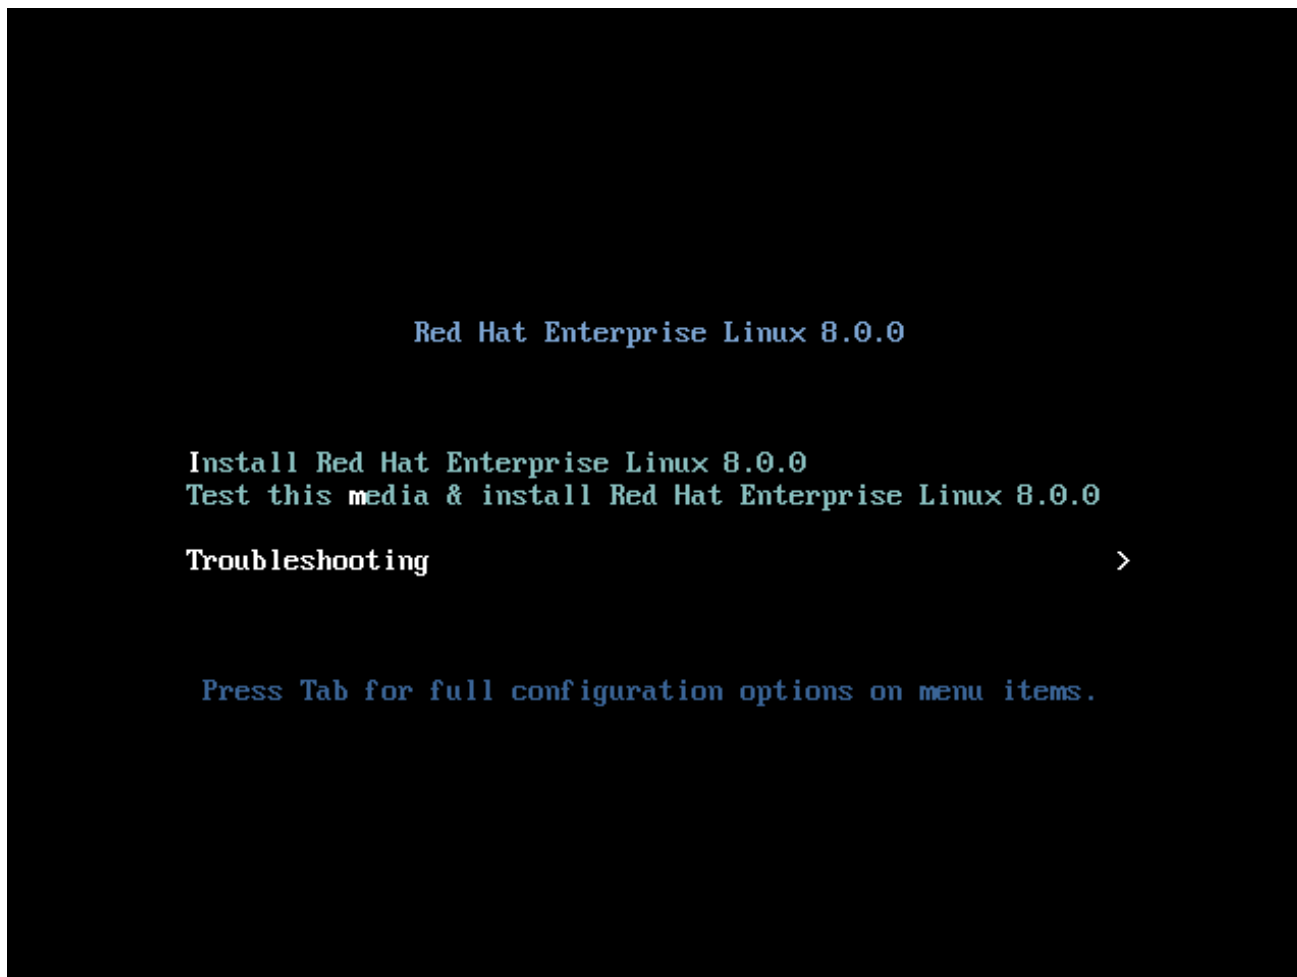 Red Hat Enterprise Linux 8.0.0
Install Red Hat Enterprise Linux 8.0.0
Test this media & install Red Hat Enterprise Linux 8.0.0
Troubleshooting >
Press Tab for full configuration options on menu items.